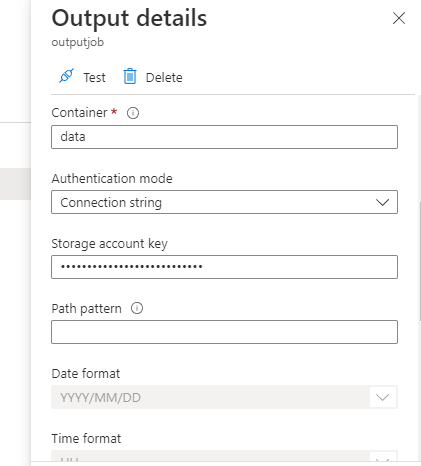 Output details
outputjob
Test Delete
Container *
data
Authentication mode
Connection string
Storage account key
•••••••••••••••••••••••••••
Path pattern
Date format
YYYY/MM/DD
Time format
HH